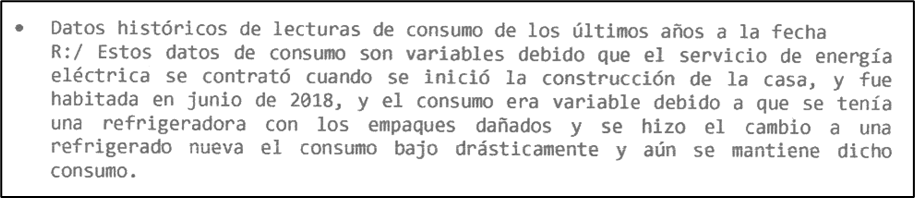 • Datos históricos de lecturas de consumo de los últimos años a la fecha
R:/ Estos datos de consumo son variables debido que el servicio de energía
eléctrica se contrató cuando se inició la construcción de la casa, y fue
habitada en junio de 2018, y el consumo era variable debido a que se tenía
una refrigeradora con los empaques dañados y se hizo el cambio a una
refrigerado nueva el consumo bajo drásticamente y aún se mantiene dicho
consumo.